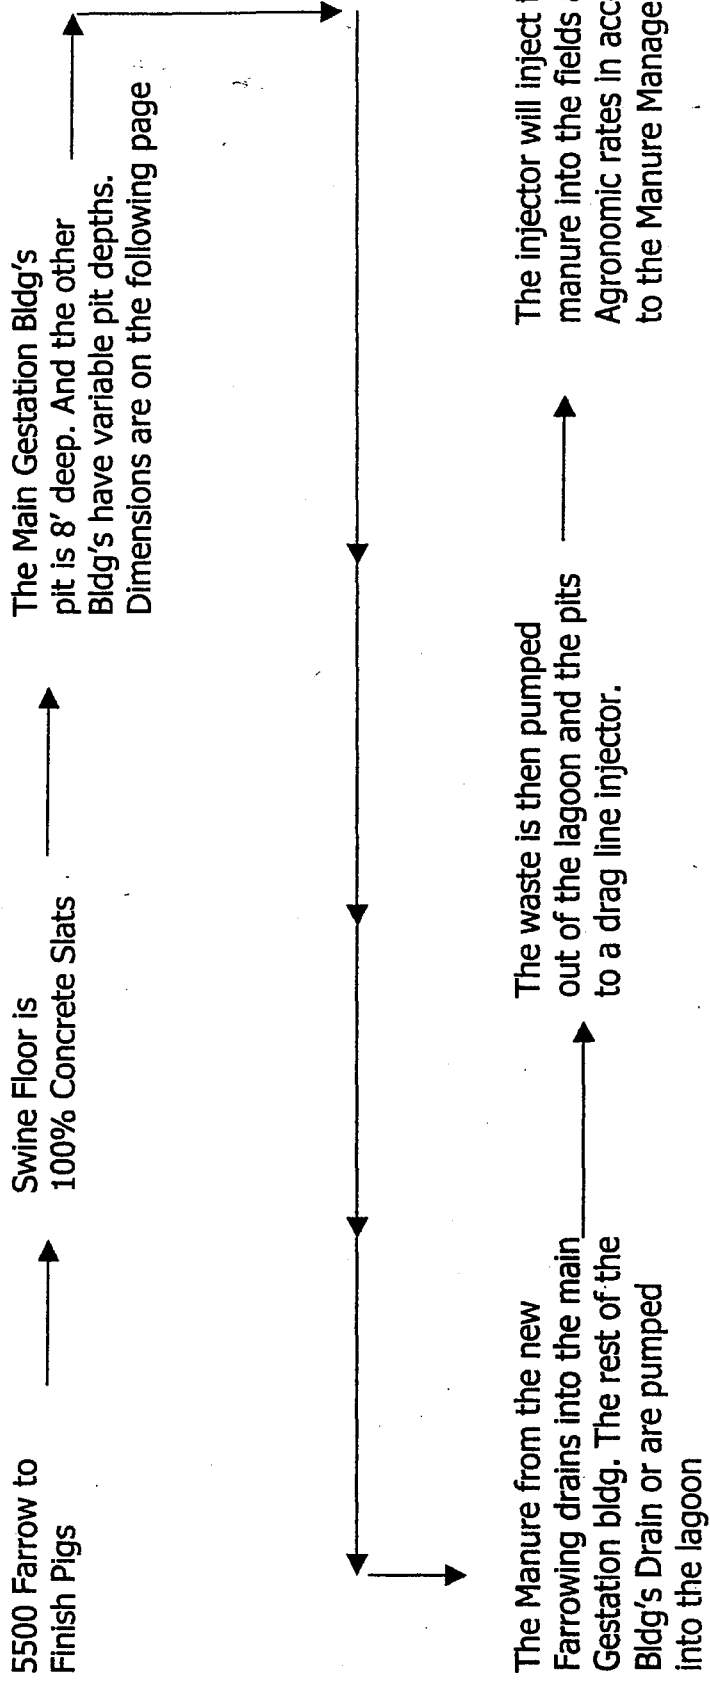 5500 Farrow to
Finish Pigs
Swine Floor is
100% Concrete Slats
The Main Gestation Bldg's
pit is 8' deep. And the other
Bldg's have variable pit depths.
Dimensions are on the following page
The Manure from the new
Farrowing drains into the main
Gestation bldg. The rest of the
Bldg's Drain or are pumped
into the lagoon
The waste is then pumped
out of the lagoon and the pits
to a drag line injector.
The injector will inject
manure into the fields
Agronomic rates in
to the Manure